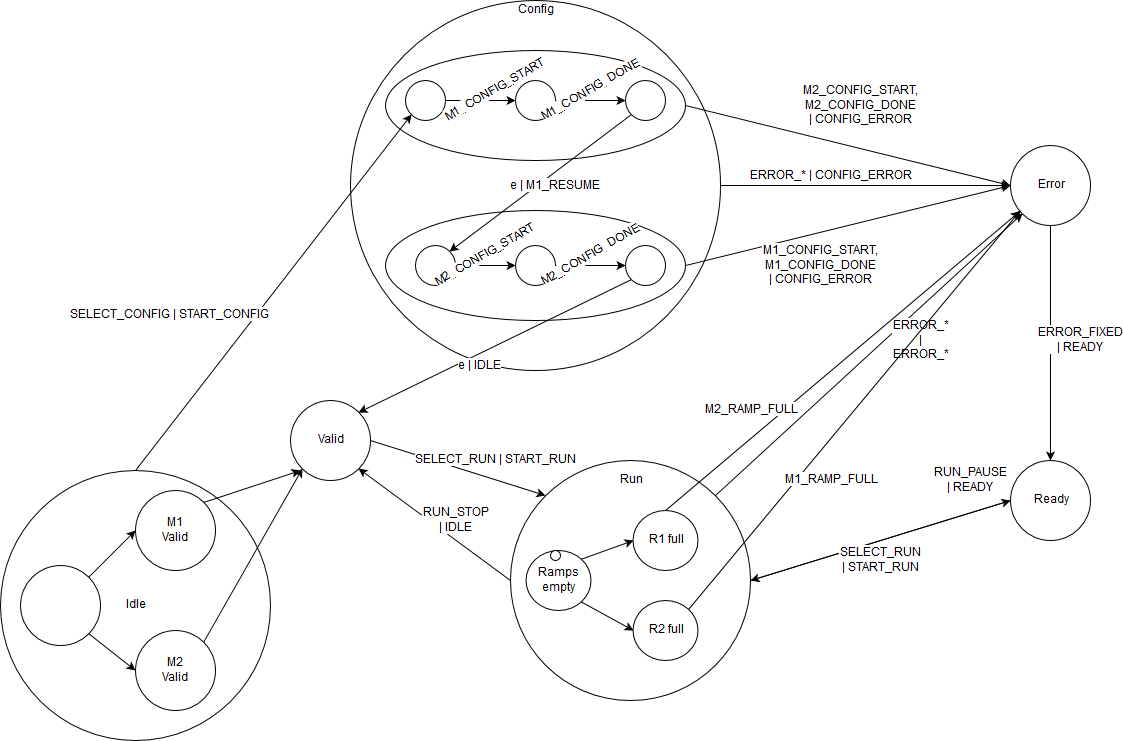 Config
M1_CONFIG_START
M1_CONFIG_DONE
M2_CONFIG_START,
M2_CONFIG_DONE
| CONFIG_ERROR
ERROR_* | CONFIG_ERROR
e | M1_RESUME
Error
M2_CONFIG_START
M2_CONFIG_DONE
M1_CONFIG_START,
M1_CONFIG_DONE
| CONFIG_ERROR
SELECT_CONFIG | START_CONFIG
ERROR_*
|
ERROR_*
ERROR_FIXED
| READY
e | IDLE
M2_RAMP_FULL
Valid
SELECT_RUN | START_RUN
Run
M1_RAMP_FULL
RUN_PAUSE
| READY
Ready
RUN_STOP
| IDLE
M1
Valid
R1 full
SELECT_RUN
| START_RUN
Ramps
empty
Idle
R2 full
M2
Valid